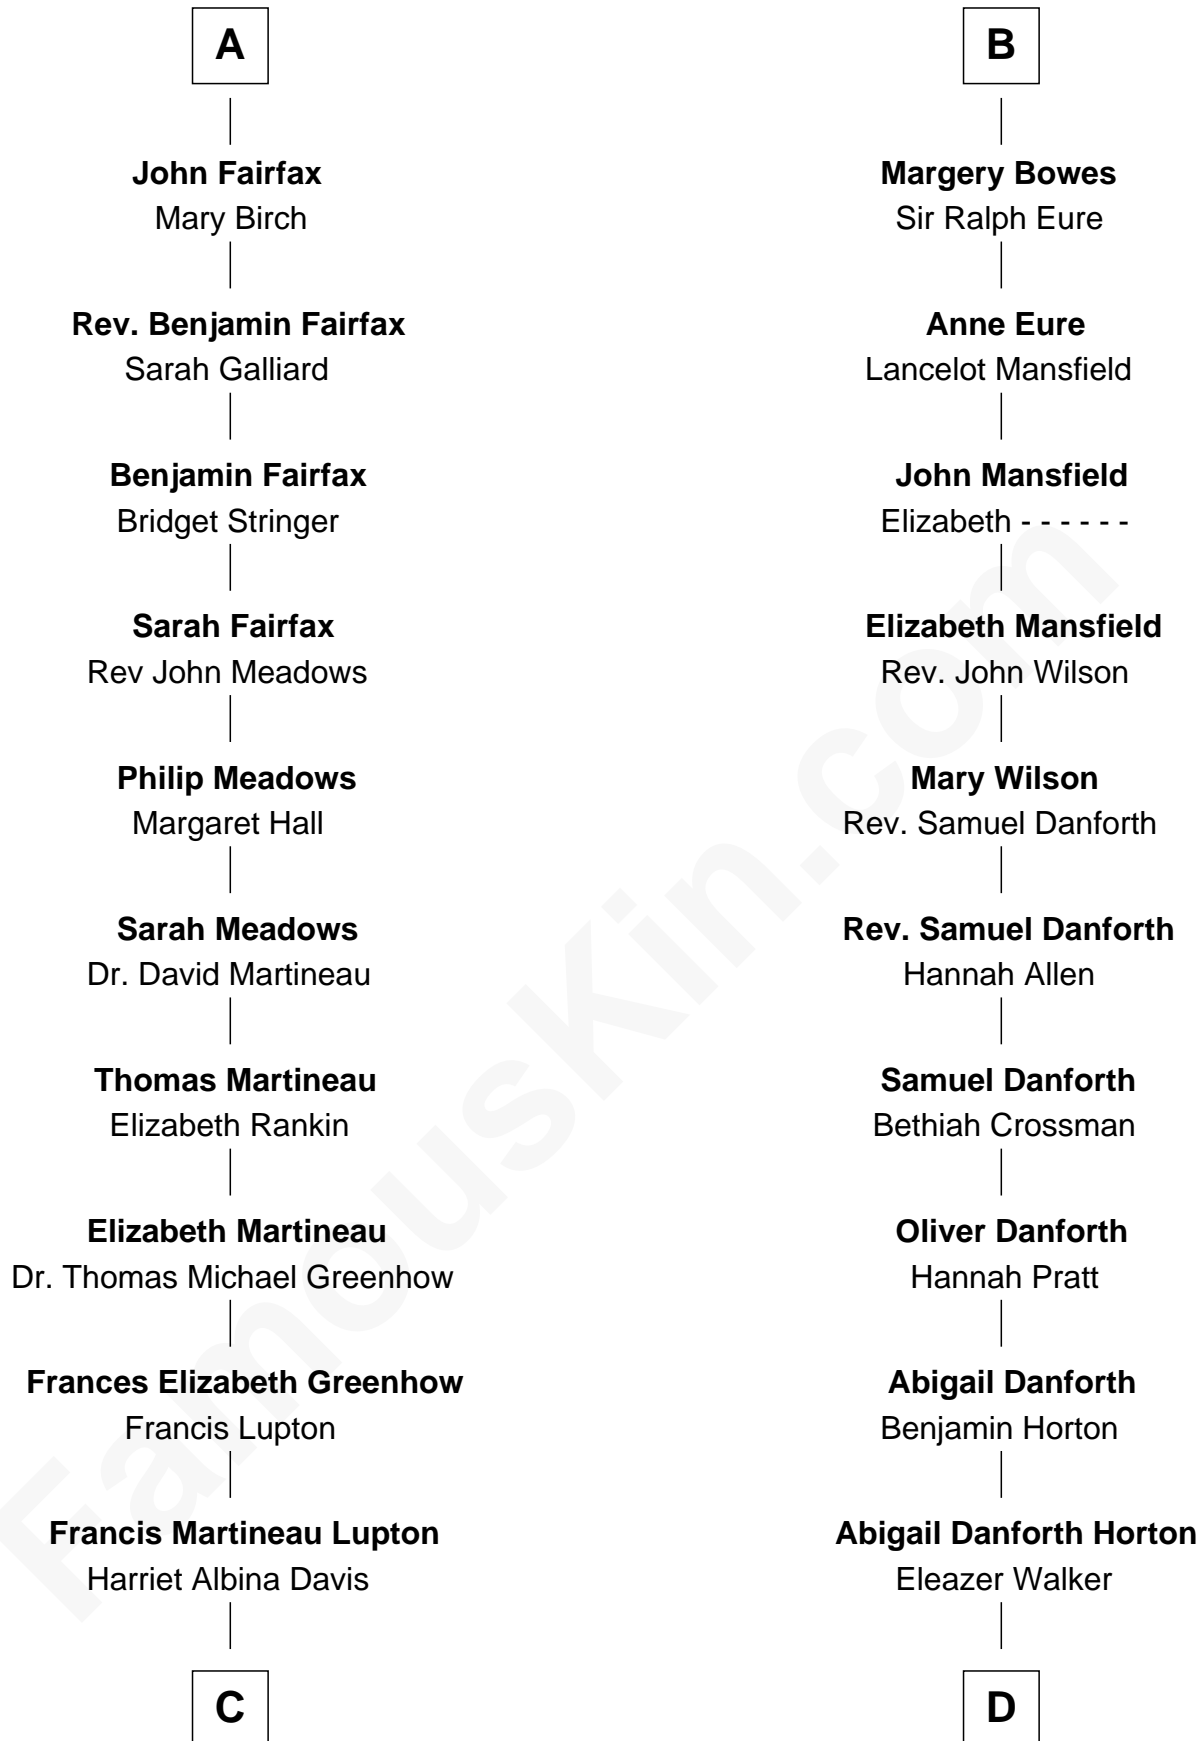 A
John Fairfax
Mary Birch
Rev. Benjamin Fairfax
Sarah Galliard
Benjamin Fairfax
Bridget Stringer
Sarah Fairfax
Rev John Meadows
Philip Meadows
Margaret Hall
Sarah Meadows
Dr. David Martineau
Thomas Martineau
Elizabeth Rankin
Elizabeth Martineau
Dr. Thomas Michael Greenhow
Frances Elizabeth Greenhow
Francis Lupton
Francis Martineau Lupton
Harriet Albina Davis
C
B
Margery Bowes
Sir Ralph Eure
Anne Eure
Lancelot Mansfield
John Mansfield
Elizabeth - - - - - -
Elizabeth Mansfield
Rev. John Wilson
Mary Wilson
Rev. Samuel Danforth
Rev. Samuel Danforth
Hannah Allen
Samuel Danforth
Bethiah Crossman
Oliver Danforth
Hannah Pratt
Abigail Danforth
Benjamin Horton
Abigail Danforth Horton
Eleazer Walker
D
FamousKin.com